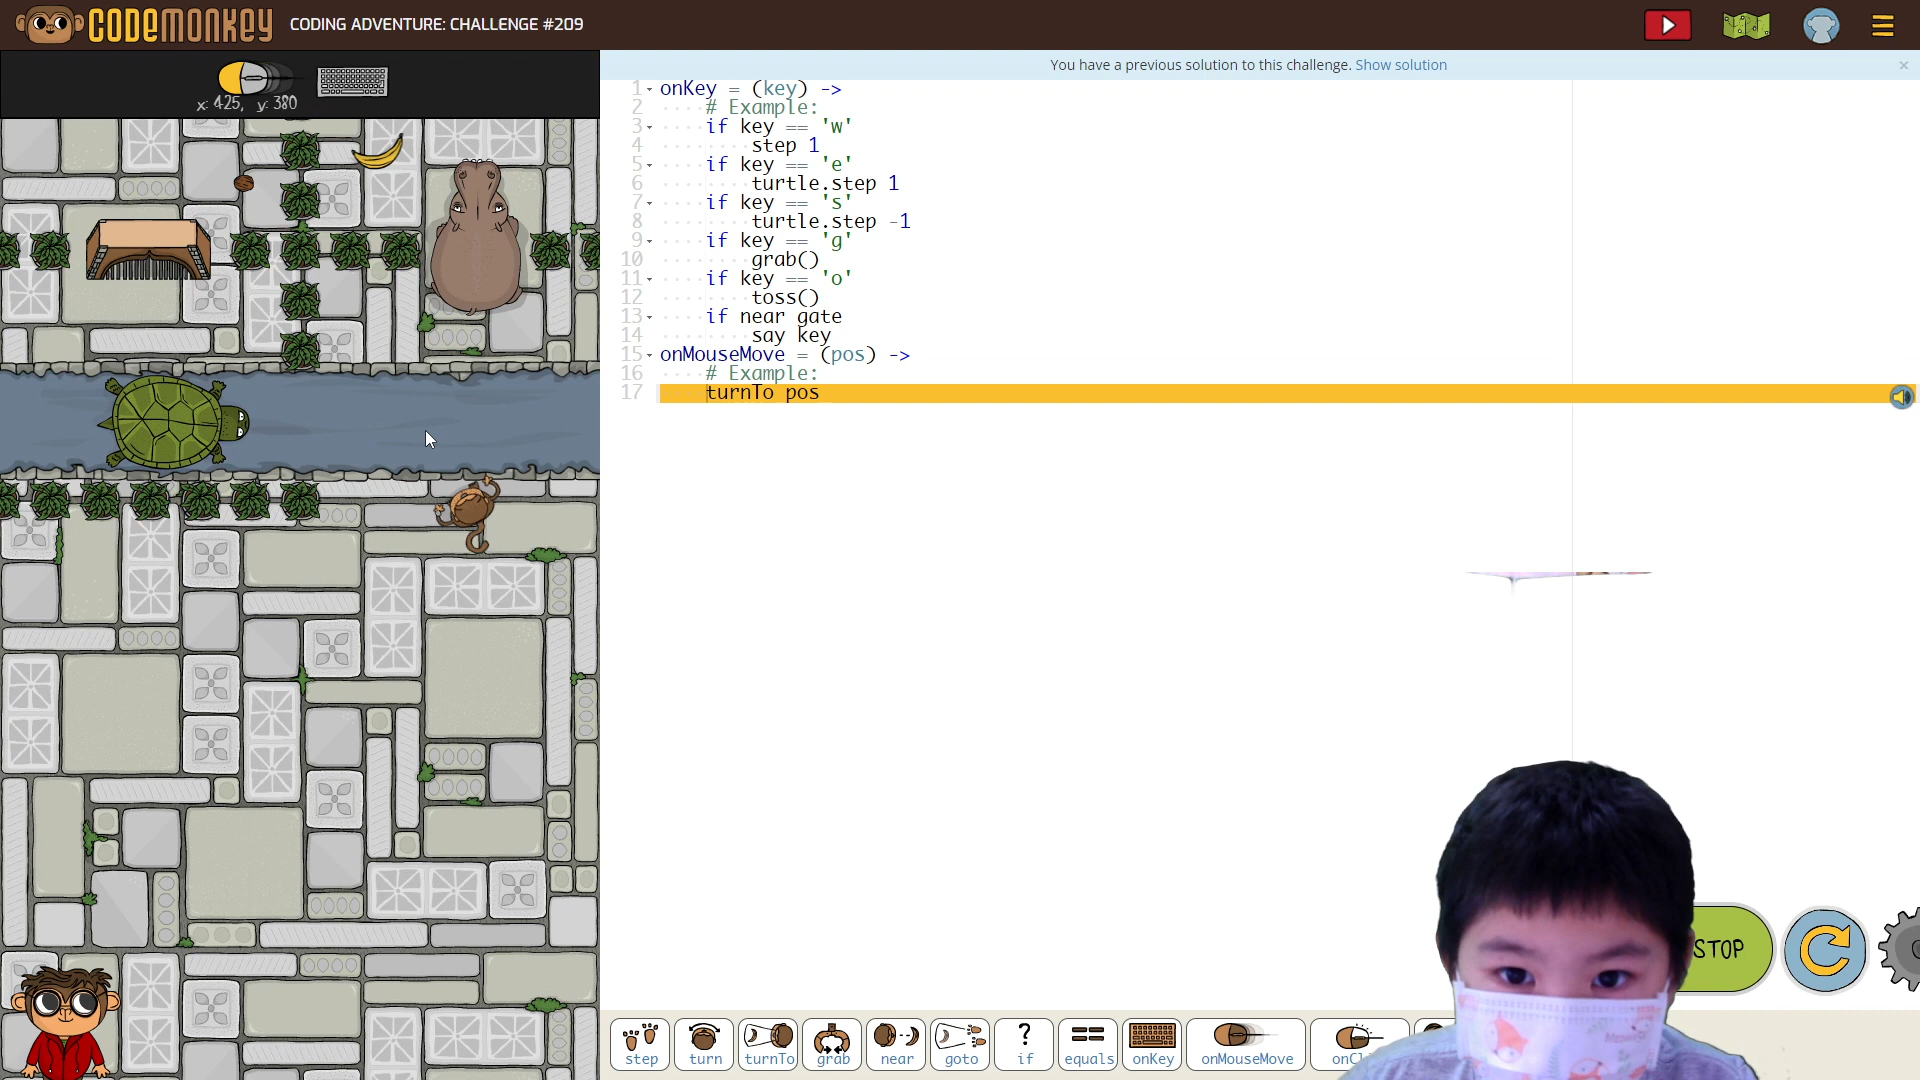 CODEMONKEY
CODING ADVENTURE: CHALLENGE #209
x: 425, y: 380
You have a previous solution to this challenge. Show solution ×
1 onKey = (key) ->
2 # Example:
3 if key == 'w'
4 step 1
5 if key == 'e'
6 turtle.step 1
7 if key == 's'
8 turtle.step -1
9 if key == 'g'
10 grab()
11 if key == 'o'
12 toss()
13 if near gate
14 say key
15 onMouseMove = (pos) ->
16 # Example:
17 turnTo pos
STOP
step turn turnTo grab near goto if equals onKey onMouseMove